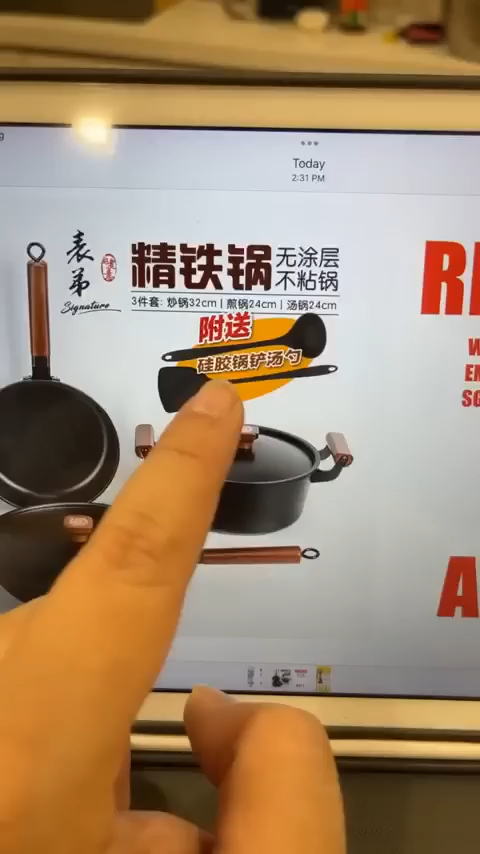 Today
2:31 PM
表弟
Signature
精铁锅
无涂层
不粘锅
3件套: 炒锅32cm | 煎锅24cm | 汤锅24cm
附送
硅胶锅铲汤勺